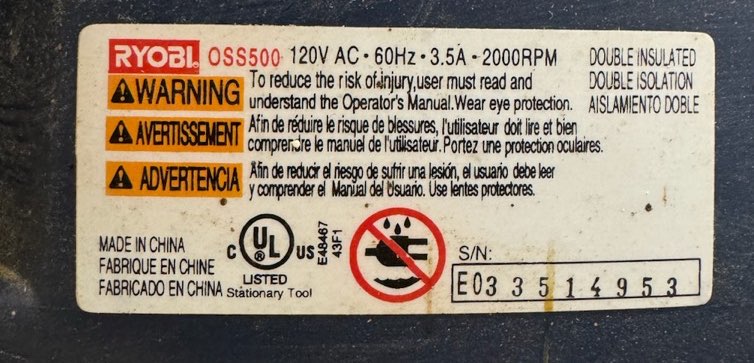 RYOBI OSS500 120V AC • 60Hz • 3.5A - 2000RPM
DOUBLE INSULATED
DOUBLE ISOLATION
AISLAMIENTO DOBLE
WARNING To reduce the risk of injury,user must read and
understand the Operator's Manual.Wear eye protection.
AVERTISSEMENT Afin de réduire le risque de blessures, l'utilisateur doit lire et bien
comprendre le manuel de l'utilisateur. Portez une protection oculaires.
ADVERTENCIA Afin de reducir el riesgo de sufrir una lesión, el usuario debe leer
y comprender el Manual del Usuario. Use lentes protectores.
MADE IN CHINA
FABRIQUE EN CHINE
FABRICADO EN CHINA
C UL US
LISTED
Stationary Tool
E48467
43F1
S/N:
E033514953